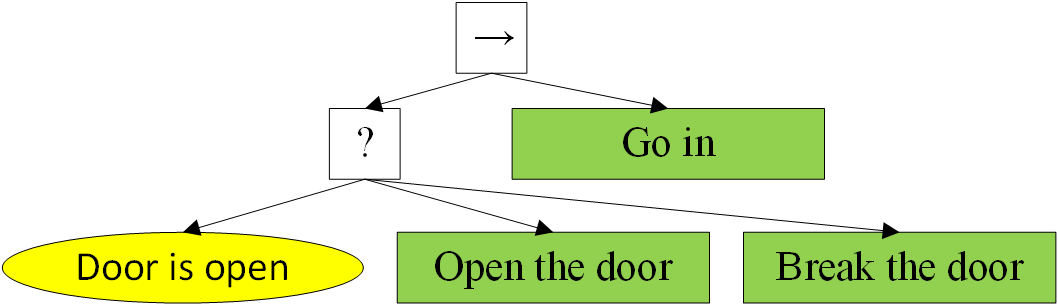 →
?
Go in
Door is open
Open the door
Break the door